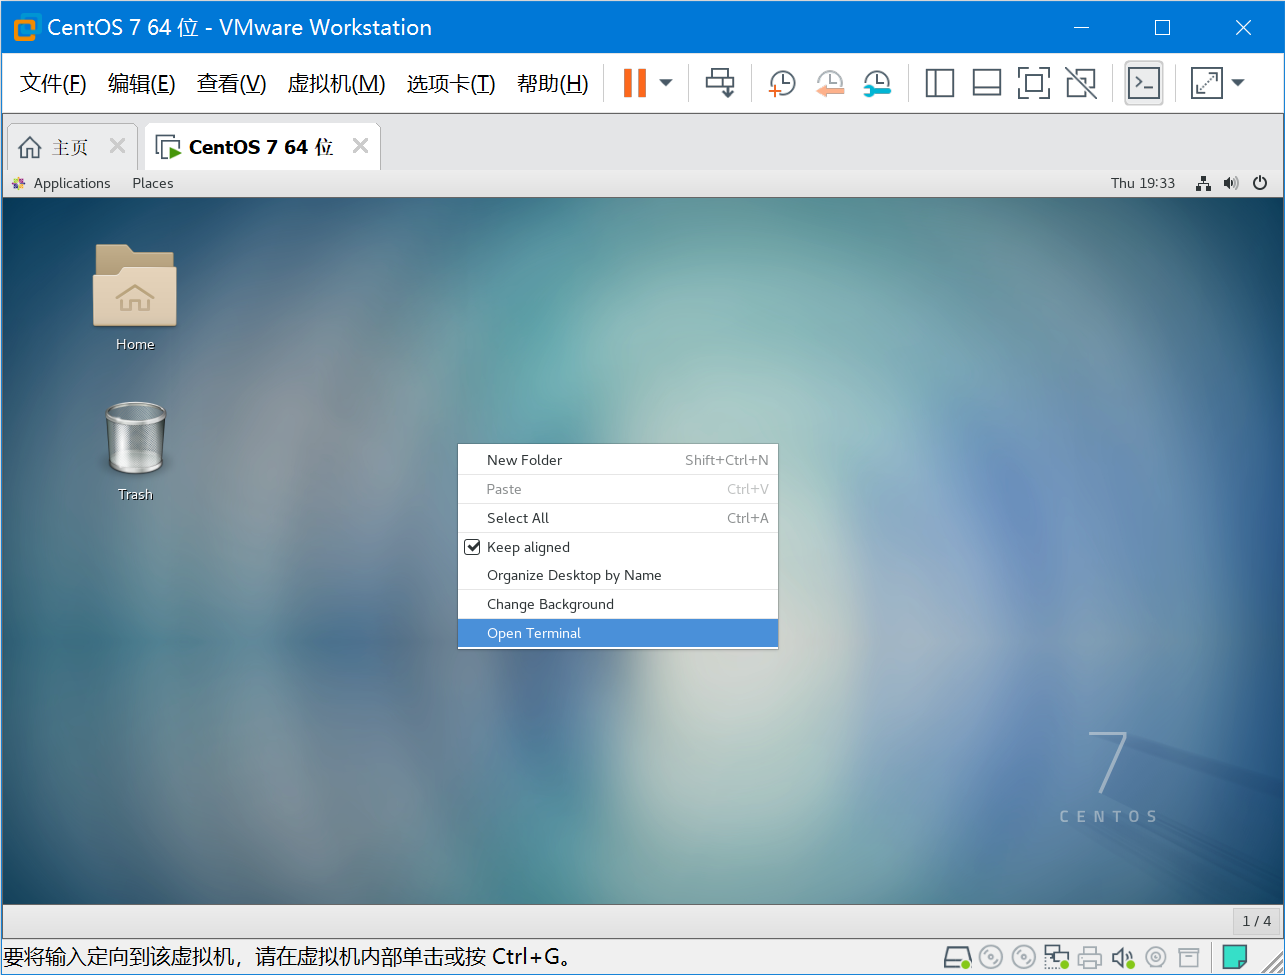 CentOS 7 64 位 - VMware Workstation
文件(F) 编辑(E) 查看(V) 虚拟机(M) 选项卡(T) 帮助(H)
主页 CentOS 7 64 位
Applications Places Thu 19:33
Home
Trash
New Folder Shift+Ctrl+N
Paste Ctrl+V
Select All Ctrl+A
Keep aligned
Organize Desktop by Name
Change Background
Open Terminal
7
CENTOS
1 / 4
要将输入定向到该虚拟机，请在虚拟机内部单击或按 Ctrl+G。